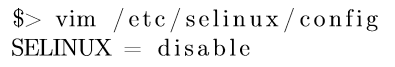 $> vim /etc/selinux/config
SELINUX = disable